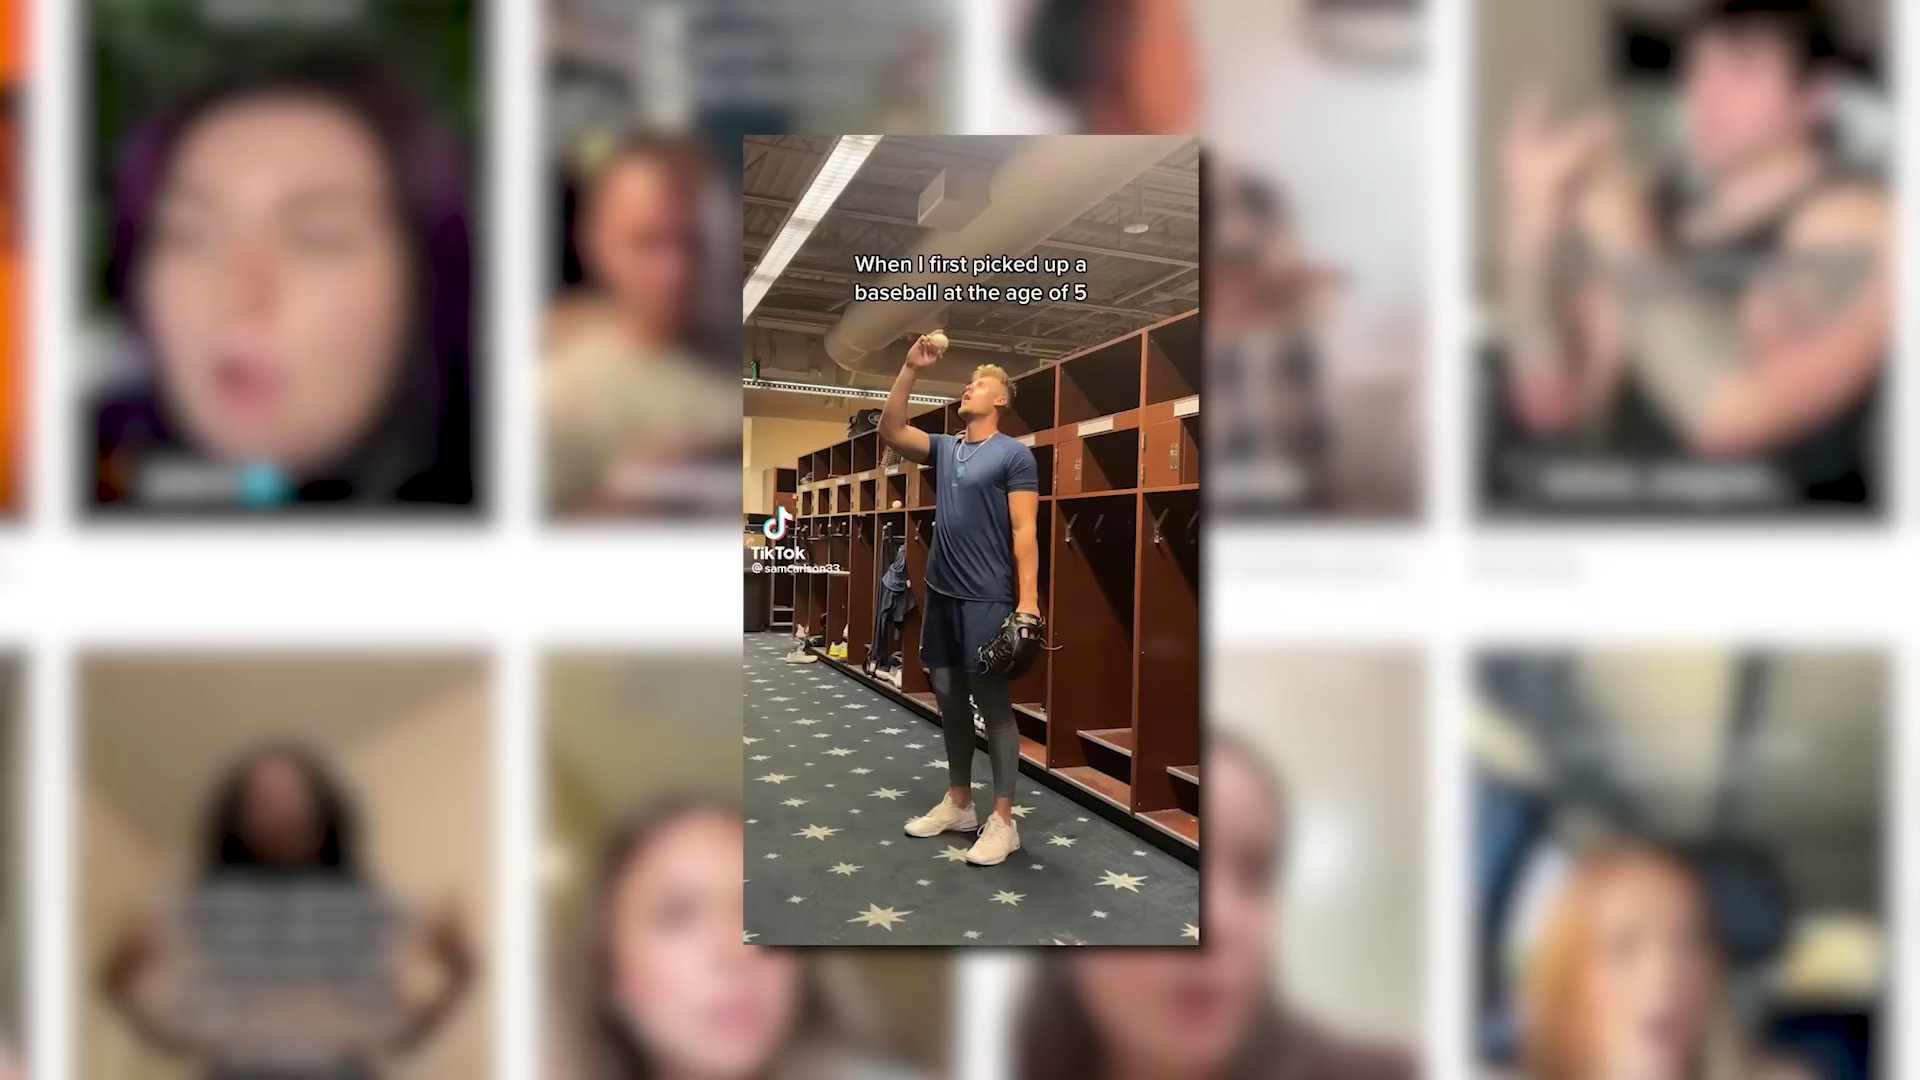 When I first picked up a
baseball at the age of 5
TikTok
@samcarlson33